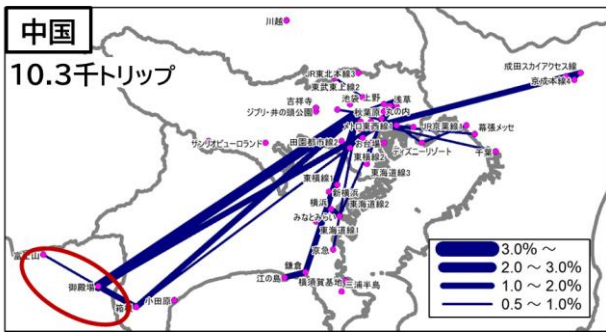 中国
10.3千トリップ
川越
成田スカイアクセス線
京成本線4
JR東北本線3
東武東上線2
池袋
上野
浅草
吉祥寺
ジブリ・井の頭公園
秋葉原
丸の内
メトロ東西線1
JR京葉線1
幕張メッセ
サンリオピューロランド
田園都市線2
お台場
ディズニーリゾート
千葉
東横線2
東海道線3
東横線1
新横浜
横浜
東海道線2
みなとみらい
東海道線1
京急
富士山
御殿場
箱根
小田原
鎌倉
江の島
横須賀基地
三浦半島
3.0% ～
2.0 ～ 3.0%
1.0 ～ 2.0%
0.5 ～ 1.0%